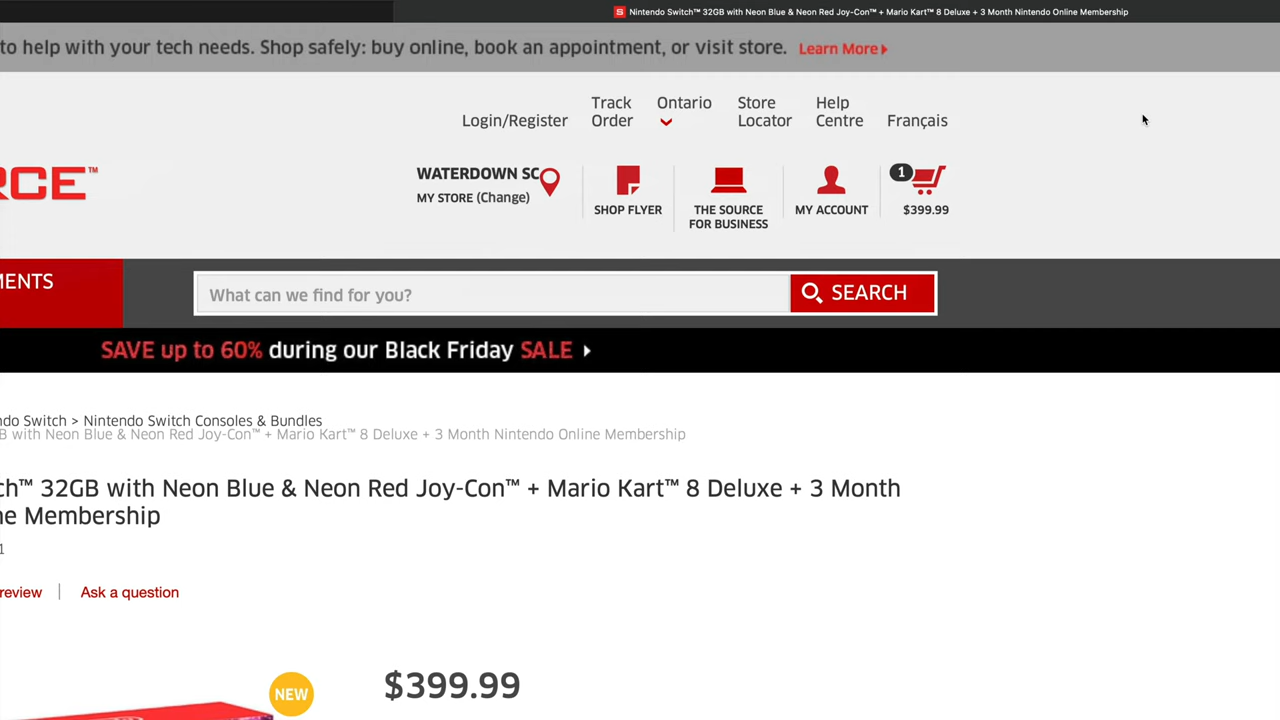 S Nintendo Switch™ 32GB with Neon Blue & Neon Red Joy-Con™ + Mario Kart™ 8 Deluxe + 3 Month Nintendo Online Membership
to help with your tech needs. Shop safely: buy online, book an appointment, or visit store. Learn More
Login/Register Track Order Ontario Store Locator Help Centre Français
RCE™
WATERDOWN SC
MY STORE (Change)
SHOP FLYER
THE SOURCE
FOR BUSINESS
MY ACCOUNT
1
$399.99
MENTS
What can we find for you?
SEARCH
SAVE up to 60% during our Black Friday SALE
ndo Switch > Nintendo Switch Consoles & Bundles
B with Neon Blue & Neon Red Joy-Con™ + Mario Kart™ 8 Deluxe + 3 Month Nintendo Online Membership
ch™ 32GB with Neon Blue & Neon Red Joy-Con™ + Mario Kart™ 8 Deluxe + 3 Month
ne Membership
1
review | Ask a question
NEW
$399.99